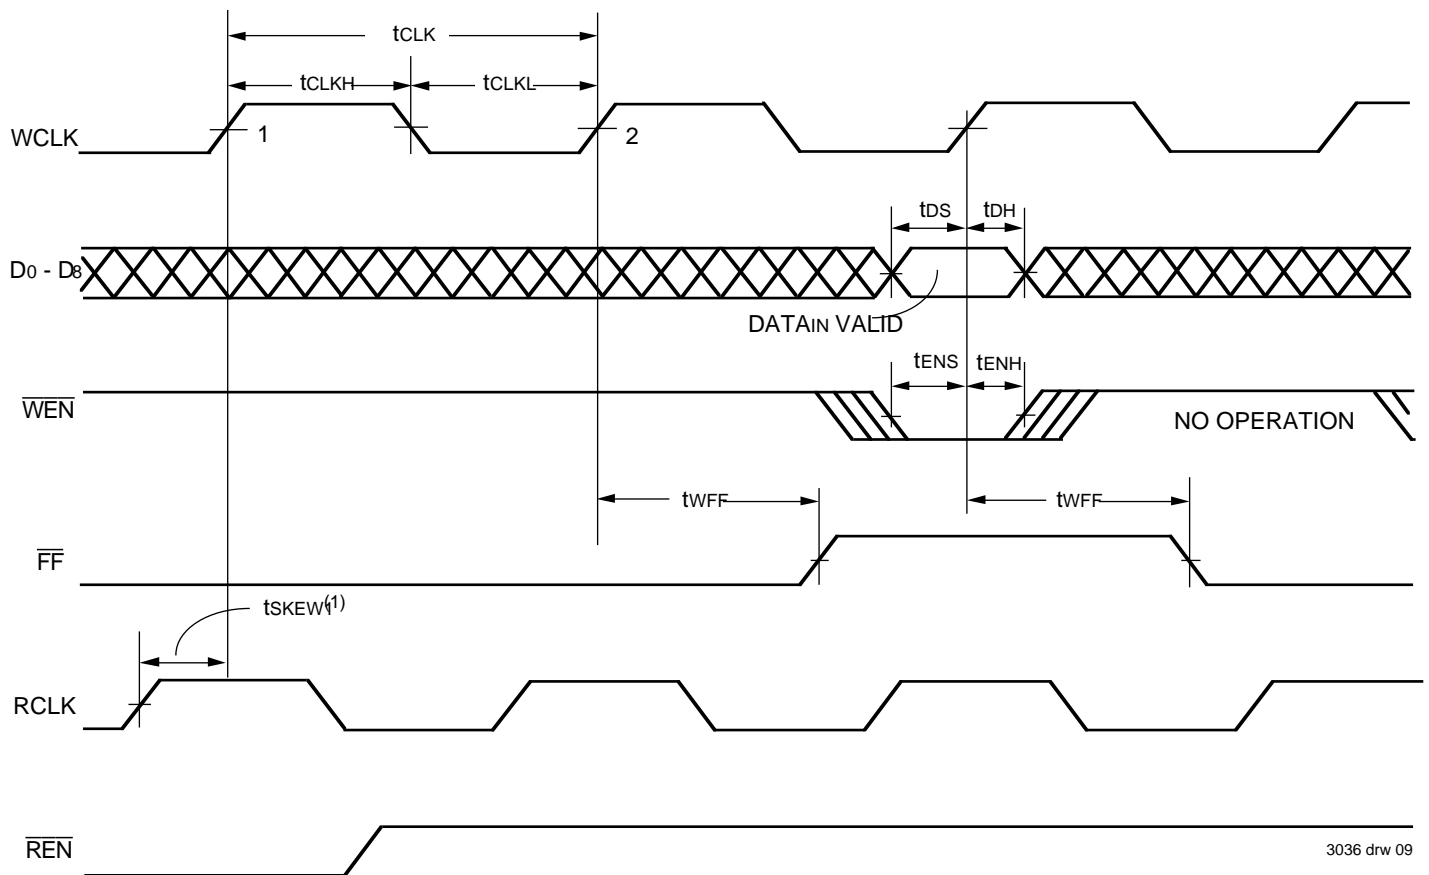 tCLK
tCLKH
tCLKL
WCLK
1
2
tDS
tDH
D0 - D8
DATAIN VALID
tENS
tENH
WEN
NO OPERATION
tWFF
tWFF
FF
tSKEW1(1)
RCLK
REN
3036 drw 09